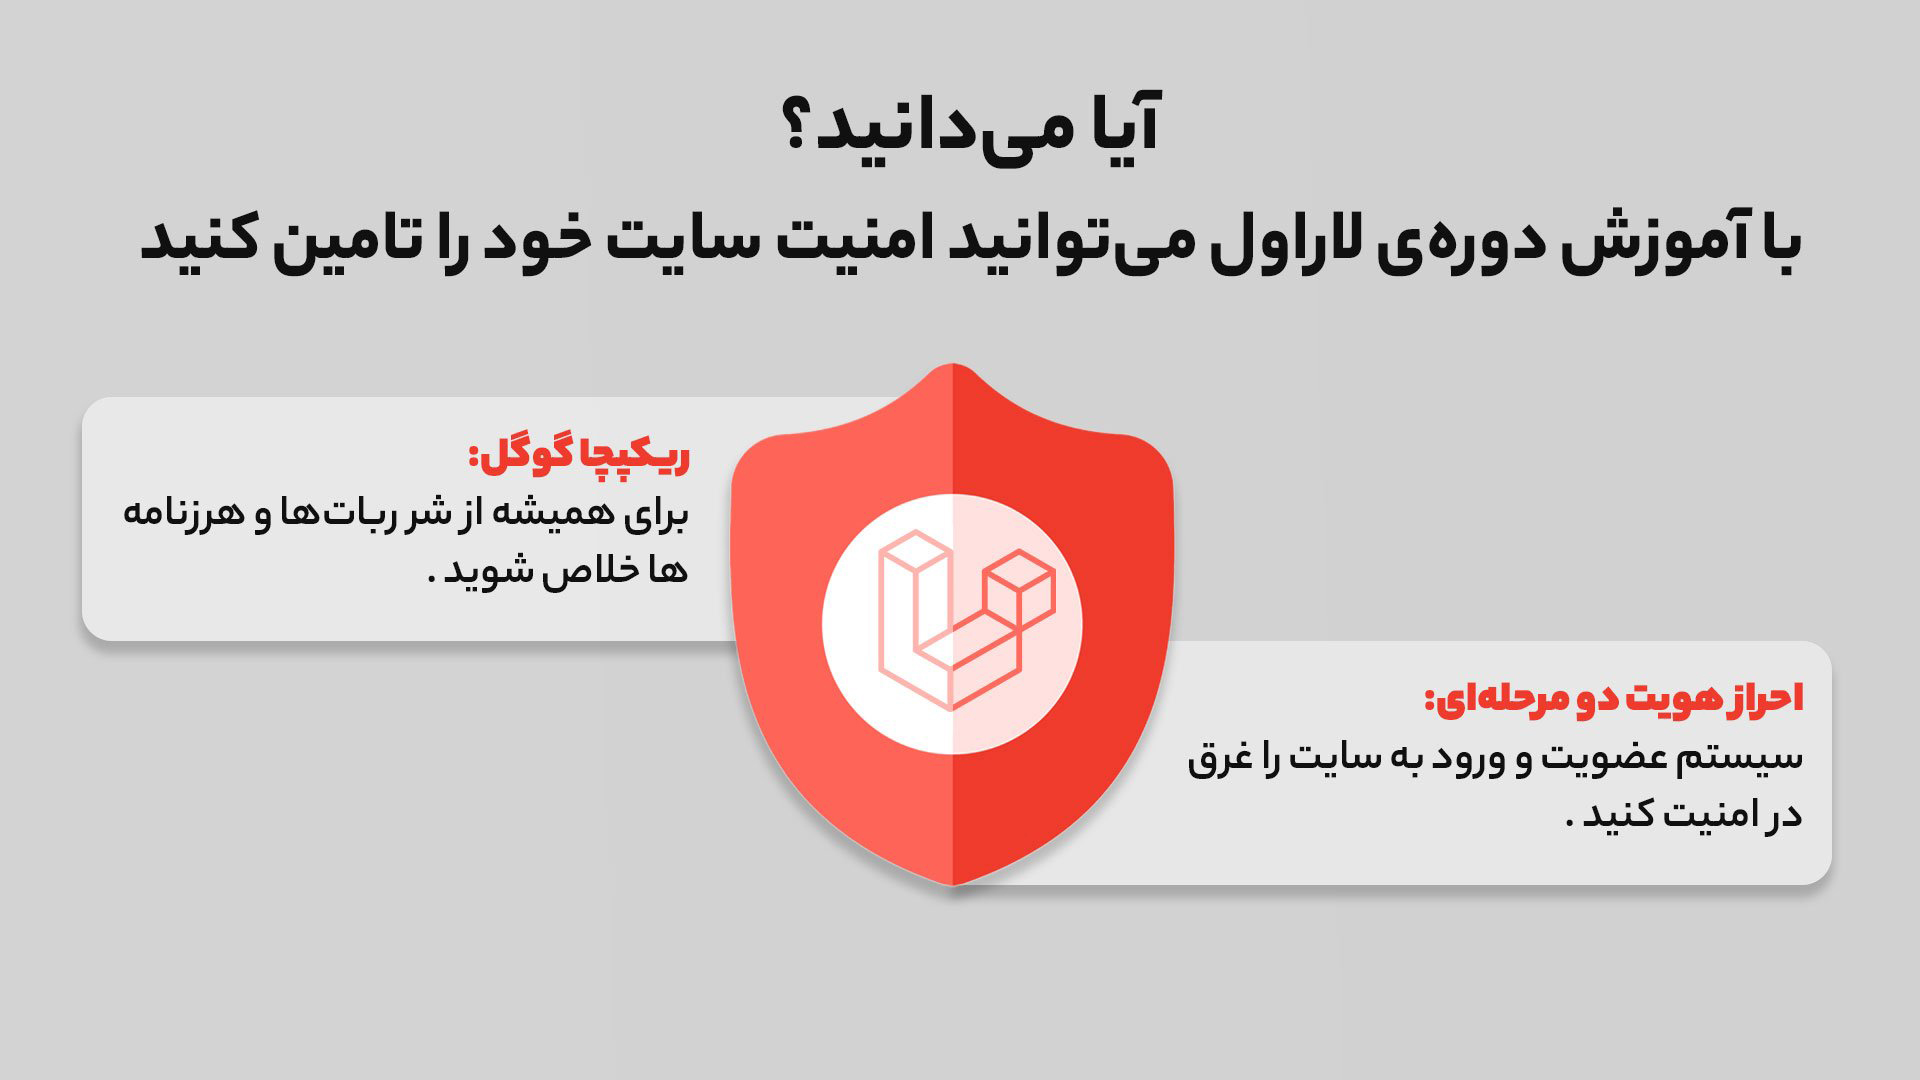 آیا می‌دانید؟
با آموزش دوره‌ی لاراول می‌توانید امنیت سایت خود را تامین کنید
ریکپچا گوگل:
برای همیشه از شر ربات‌ها و هرزنامه
ها خلاص شوید .
احراز هویت دو مرحله‌ای:
سیستم عضویت و ورود به سایت را غرق
در امنیت کنید .